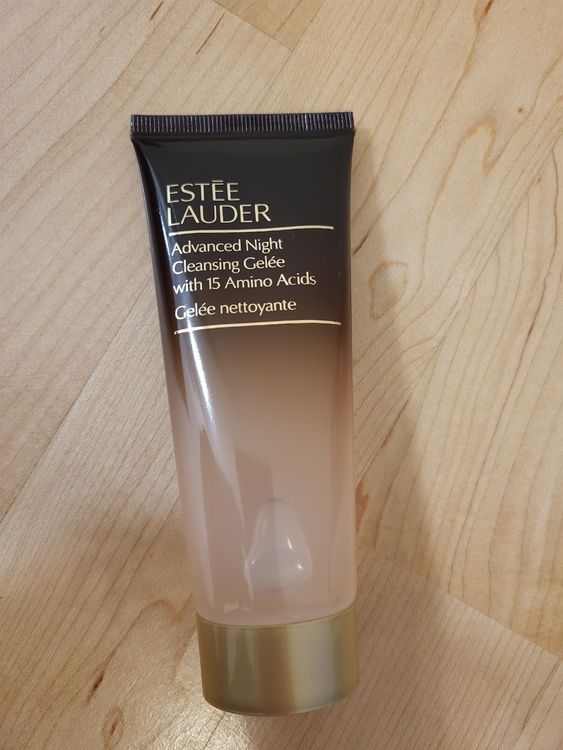 ESTĒE
LAUDER
Advanced Night
Cleansing Gelée
with 15 Amino Acids
Gelée nettoyante